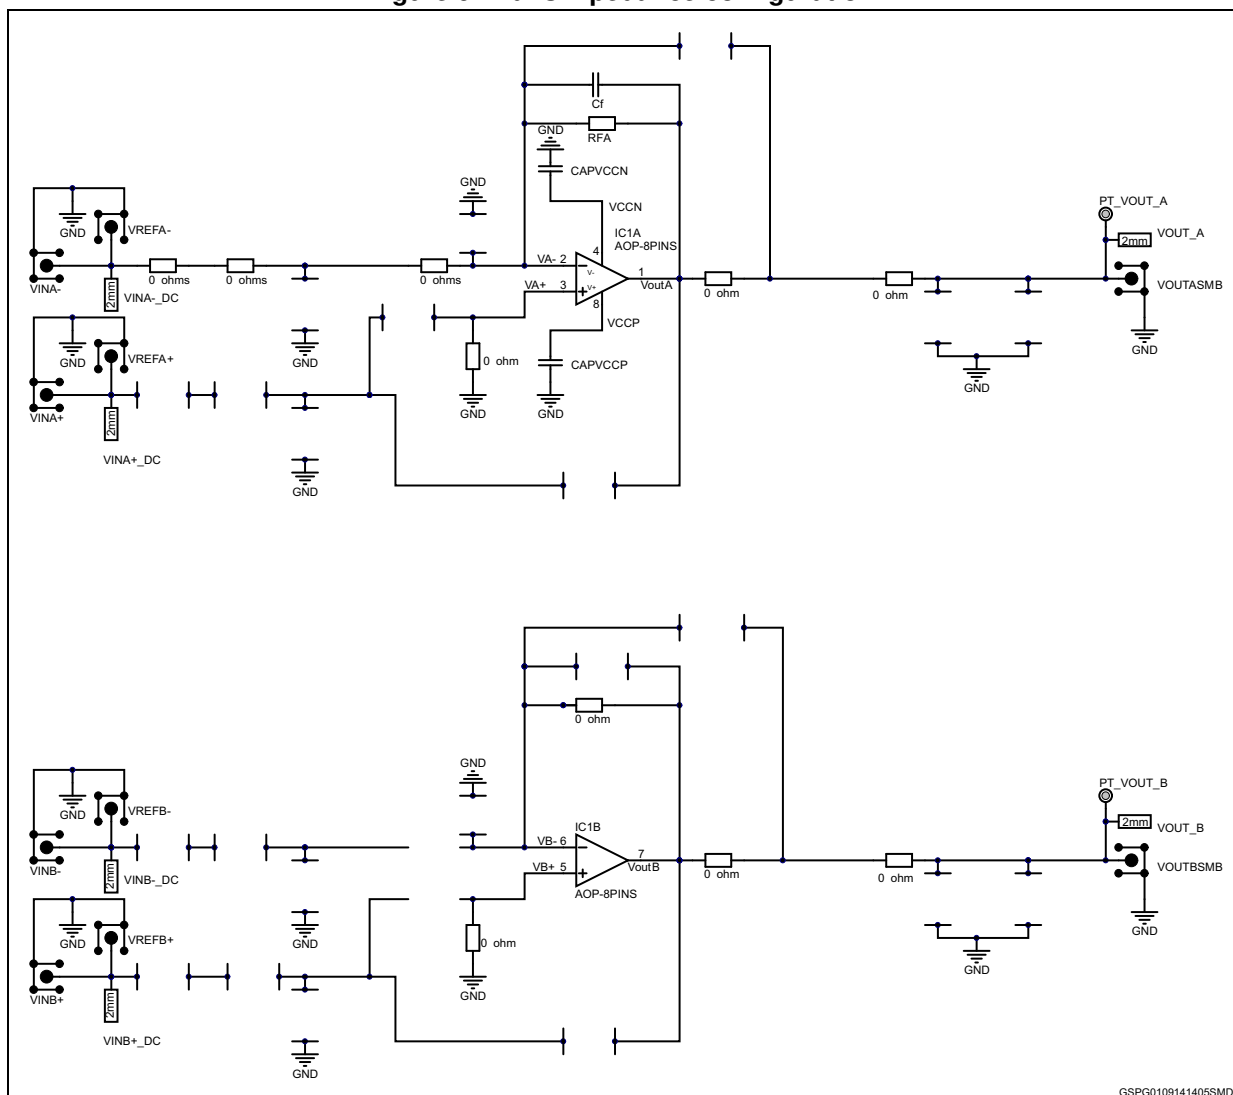 Cf
GND
RFA
CAPVCCN
GND
VCCN
PT_VOUT_A
IC1A
AOP-8PINS
GND
VREFA-
4
2mm
VOUT_A
VA- 2
V-
1
VINA-
0 ohms
0 ohms
0 ohms
VoutA
0 ohm
0 ohm
VOUTASMB
2mm
VINA-_DC
VA+ 3
V+
8
VCCP
GND
VREFA+
GND
0 ohm
CAPVCCP
GND
GND
VINA+
2mm
GND
GND
VINA+_DC
GND
0 ohm
GND
PT_VOUT_B
GND
VREFB-
IC1B
2mm
VOUT_B
VB- 6
7
VINB-
VoutB
0 ohm
0 ohm
VOUTBSMB
2mm
VINB-_DC
VB+ 5
AOP-8PINS
GND
VREFB+
GND
0 ohm
GND
GND
VINB+
2mm
GND
VINB+_DC
GND
GSPG0109141405SMD